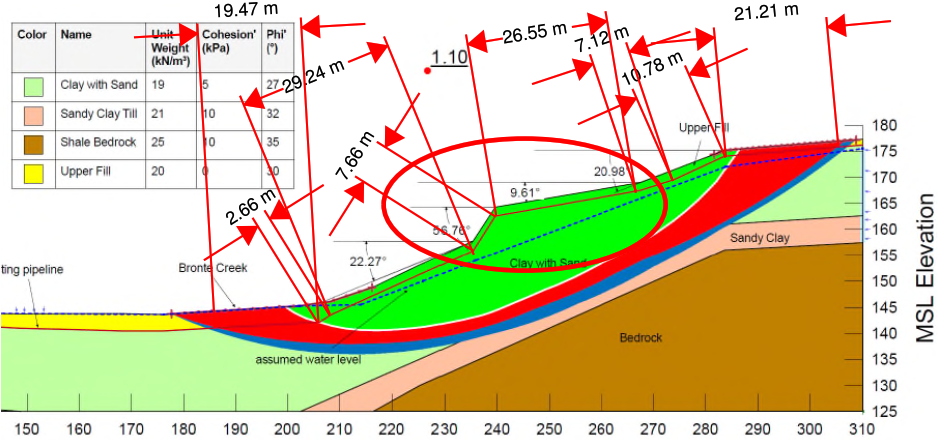 19.47 m
26.55 m
7.12 m
21.21 m
10.78 m
29.24 m
1.10
7.66 m
2.66 m
Color Name Unit Weight (kN/m³) Cohesion' (kPa) Phi' (°)
Clay with Sand 19 5 27
Sandy Clay Till 21 10 32
Shale Bedrock 25 10 35
Upper Fill 20 0 30
Upper Fill
20.98
9.61°
56.76°
22.27°
Clay with Sand
Sandy Clay
Bronte Creek
ting pipeline
assumed water level
Bedrock
180
175
170
165
160
155
150
145
140
135
130
125
MSL Elevation
150 160 170 180 190 200 210 220 230 240 250 260 270 280 290 300 310